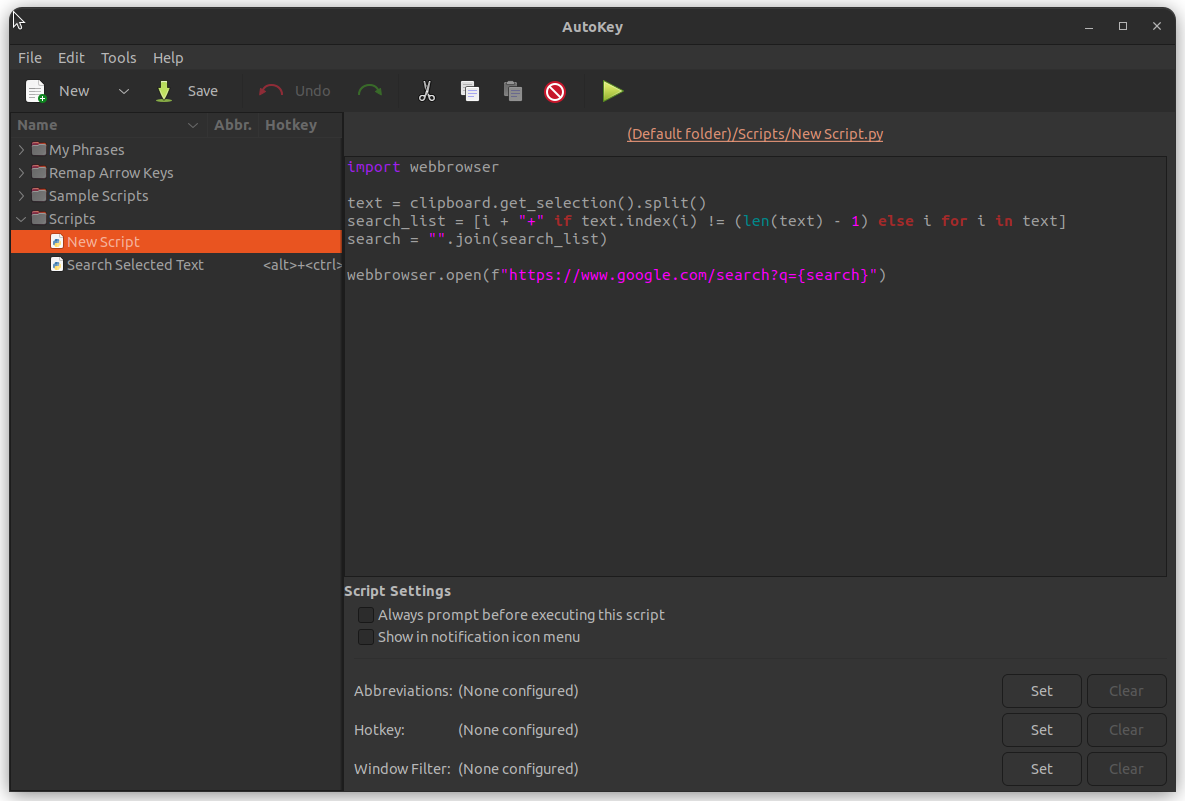 AutoKey
File Edit Tools Help
New Save Undo
Name Abbr. Hotkey
My Phrases
Remap Arrow Keys
Sample Scripts
Scripts
New Script
Search Selected Text <alt>+<ctrl>
(Default folder)/Scripts/New Script.py
import webbrowser
text = clipboard.get_selection().split()
search_list = [i + "+" if text.index(i) != (len(text) - 1) else i for i in text]
search = "".join(search_list)
webbrowser.open(f"https://www.google.com/search?q={search}")
Script Settings
Always prompt before executing this script
Show in notification icon menu
Abbreviations: (None configured) Set Clear
Hotkey: (None configured) Set Clear
Window Filter: (None configured) Set Clear